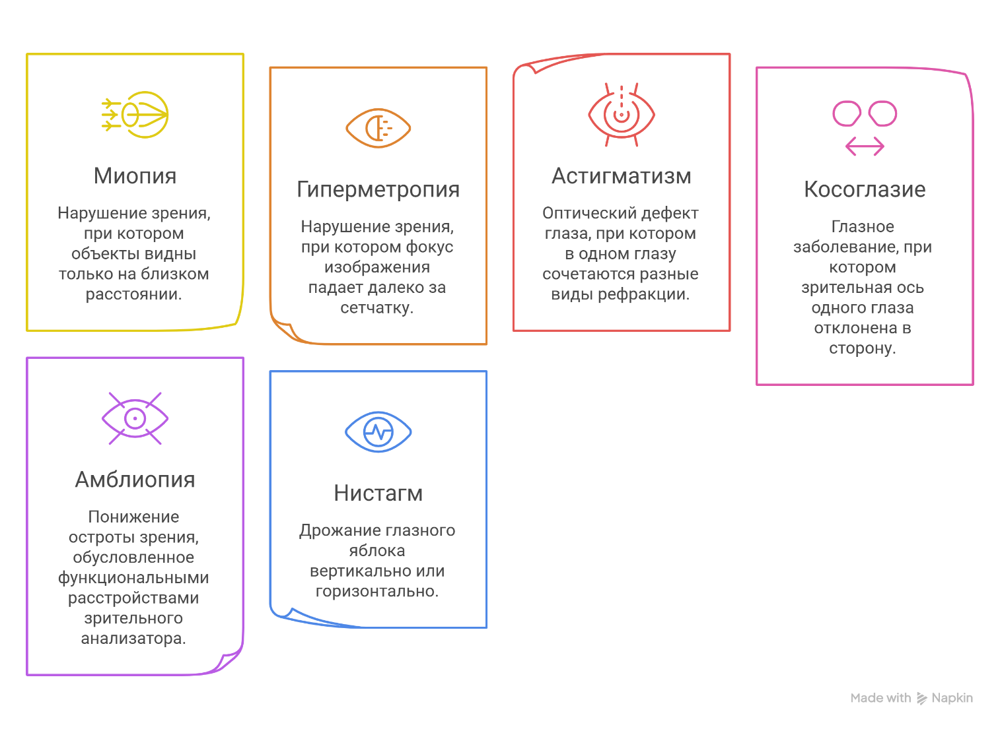 Миопия
Нарушение зрения,
при котором
объекты видны
только на близком
расстоянии.
Гиперметропия
Нарушение зрения,
при котором фокус
изображения
падает далеко за
сетчатку.
Астигматизм
Оптический дефект
глаза, при котором
в одном глазу
сочетаются разные
виды рефракции.
Косоглазие
Глазное
заболевание, при
котором
зрительная ось
одного глаза
отклонена в
сторону.
Амблиопия
Понижение
остроты зрения,
обусловленное
функциональными
расстройствами
зрительного
анализатора.
Нистагм
Дрожание глазного
яблока
вертикально или
горизонтально.
Made with Napkin